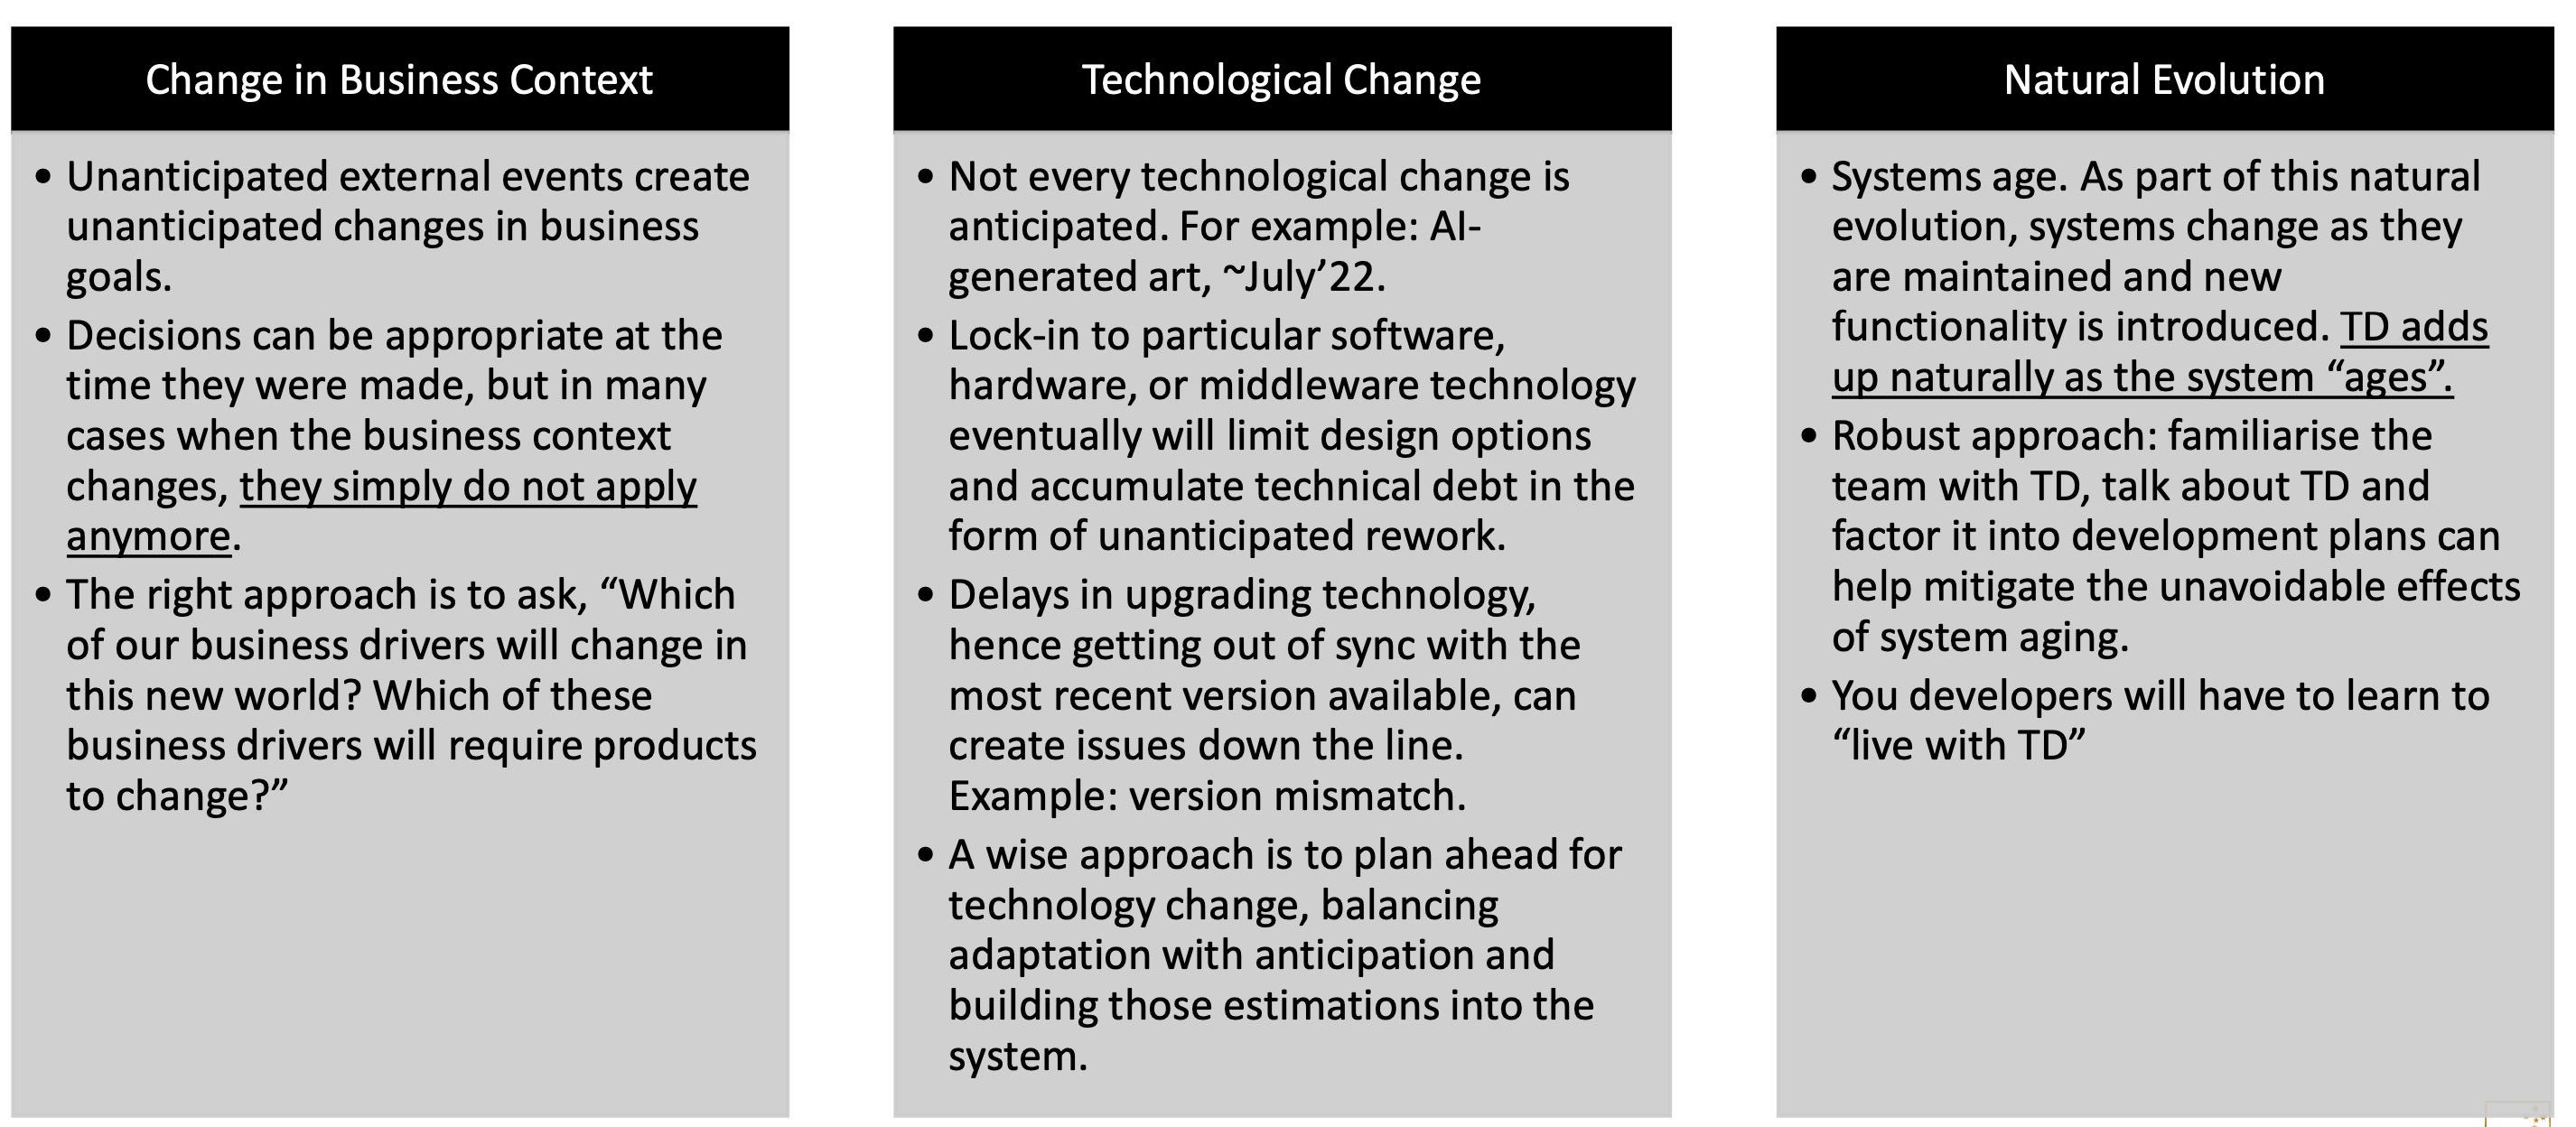 Change in Business Context
• Unanticipated external events create
unanticipated changes in business
goals.
• Decisions can be appropriate at the
time they were made, but in many
cases when the business context
changes, they simply do not apply
anymore.
• The right approach is to ask, “Which
of our business drivers will change in
this new world? Which of these
business drivers will require products
to change?”
Technological Change
• Not every technological change is
anticipated. For example: AI-
generated art, ~July’22.
• Lock-in to particular software,
hardware, or middleware technology
eventually will limit design options
and accumulate technical debt in the
form of unanticipated rework.
• Delays in upgrading technology,
hence getting out of sync with the
most recent version available, can
create issues down the line.
Example: version mismatch.
• A wise approach is to plan ahead for
technology change, balancing
adaptation with anticipation and
building those estimations into the
system.
Natural Evolution
• Systems age. As part of this natural
evolution, systems change as they
are maintained and new
functionality is introduced. TD adds
up naturally as the system “ages”.
• Robust approach: familiarise the
team with TD, talk about TD and
factor it into development plans can
help mitigate the unavoidable effects
of system aging.
• You developers will have to learn to
“live with TD”